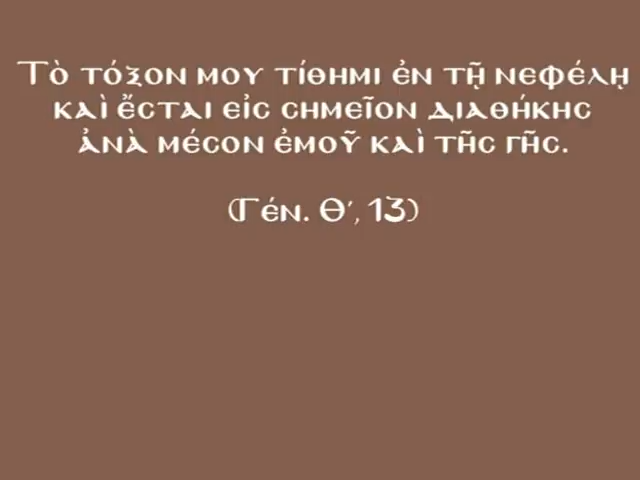 Τὸ τόξον μου τίθημι ἐν τῇ νεφέλῃ
καὶ ἔσται εἰς σημεῖον διαθήκης
ἀνὰ μέσον ἐμοῦ καὶ τῆς γῆς.
(Γέν. Θ΄, 13)